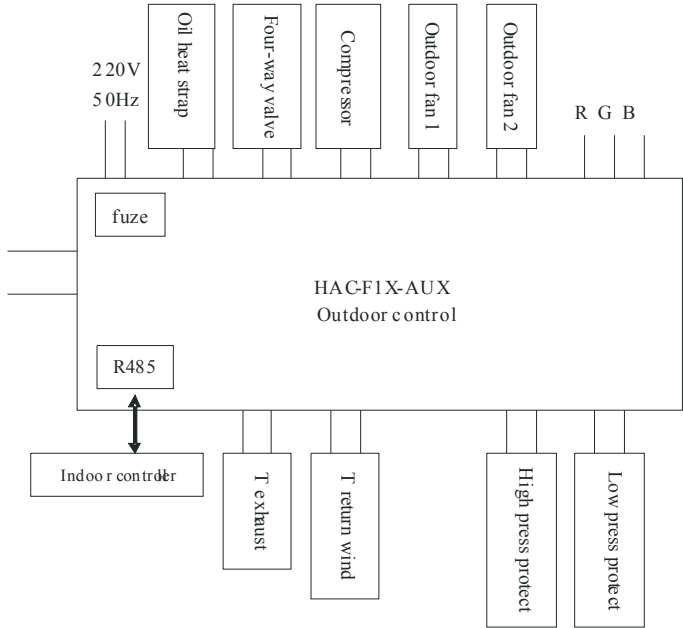 220V
50Hz
Oil heat strap
Four-way valve
Compressor
Outdoor fan 1
Outdoor fan 2
R G B
fuze
HAC-F1X-AUX
Outdoor control
R485
Indoor controller
T exhaust
T return wind
High press protect
Low press protect